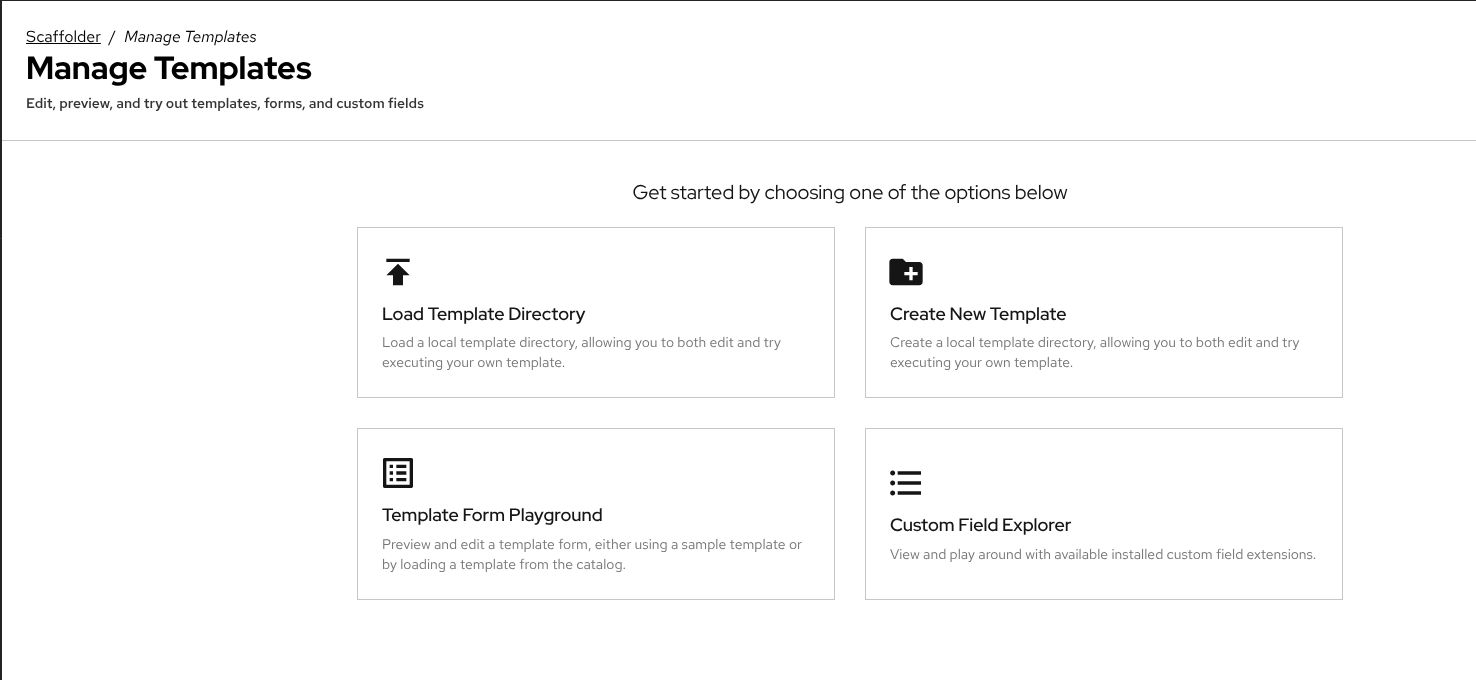 Scaffolder / Manage Templates
Manage Templates
Edit, preview, and try out templates, forms, and custom fields
Get started by choosing one of the options below
Load Template Directory
Load a local template directory, allowing you to both edit and try
executing your own template.
Create New Template
Create a local template directory, allowing you to both edit and try
executing your own template.
Template Form Playground
Preview and edit a template form, either using a sample template or
by loading a template from the catalog.
Custom Field Explorer
View and play around with available installed custom field extensions.